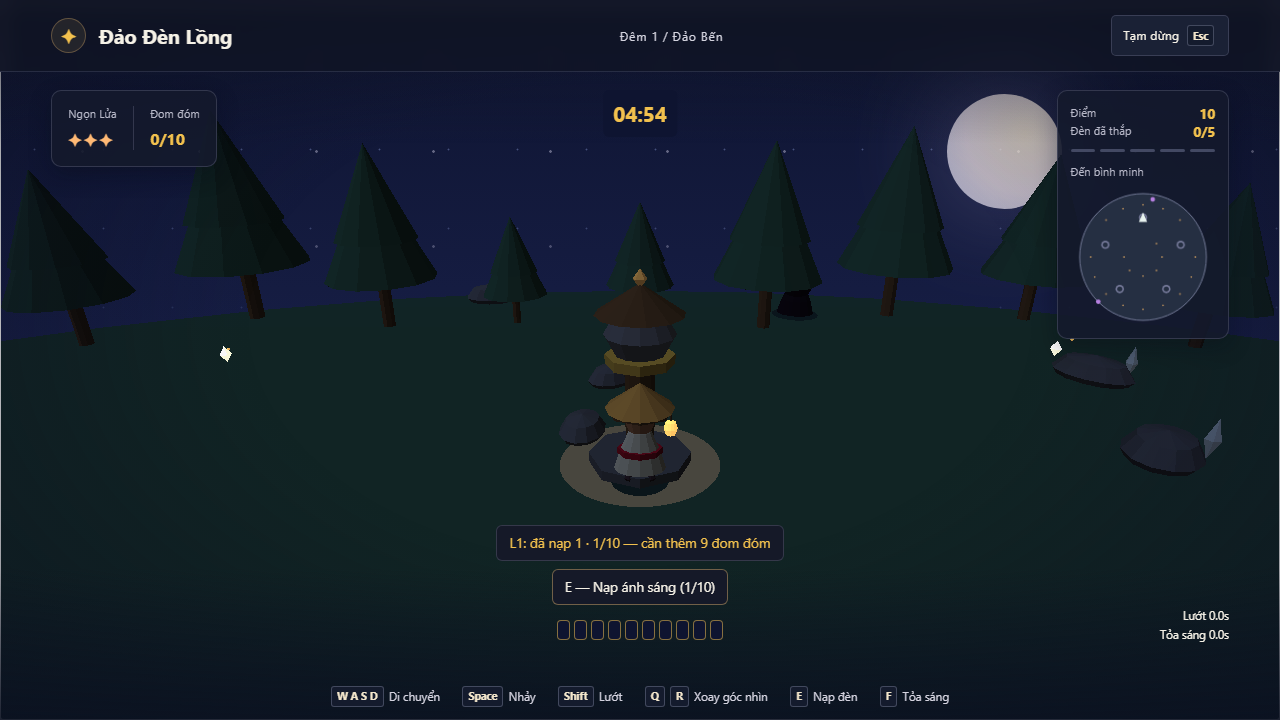 Đảo Đèn Lồng
Đêm 1 / Đảo Bến
Tạm dừng Esc
Ngọn Lửa
Đom đóm
0/10
04:54
Điểm 10
Đèn đã thắp 0/5
Đến bình minh
L1: đã nạp 1 · 1/10 — cần thêm 9 đom đóm
E — Nạp ánh sáng (1/10)
Lướt 0.0s
Tỏa sáng 0.0s
W A S D Di chuyển Space Nhảy Shift Lướt Q R Xoay góc nhìn E Nạp đèn F Tỏa sáng